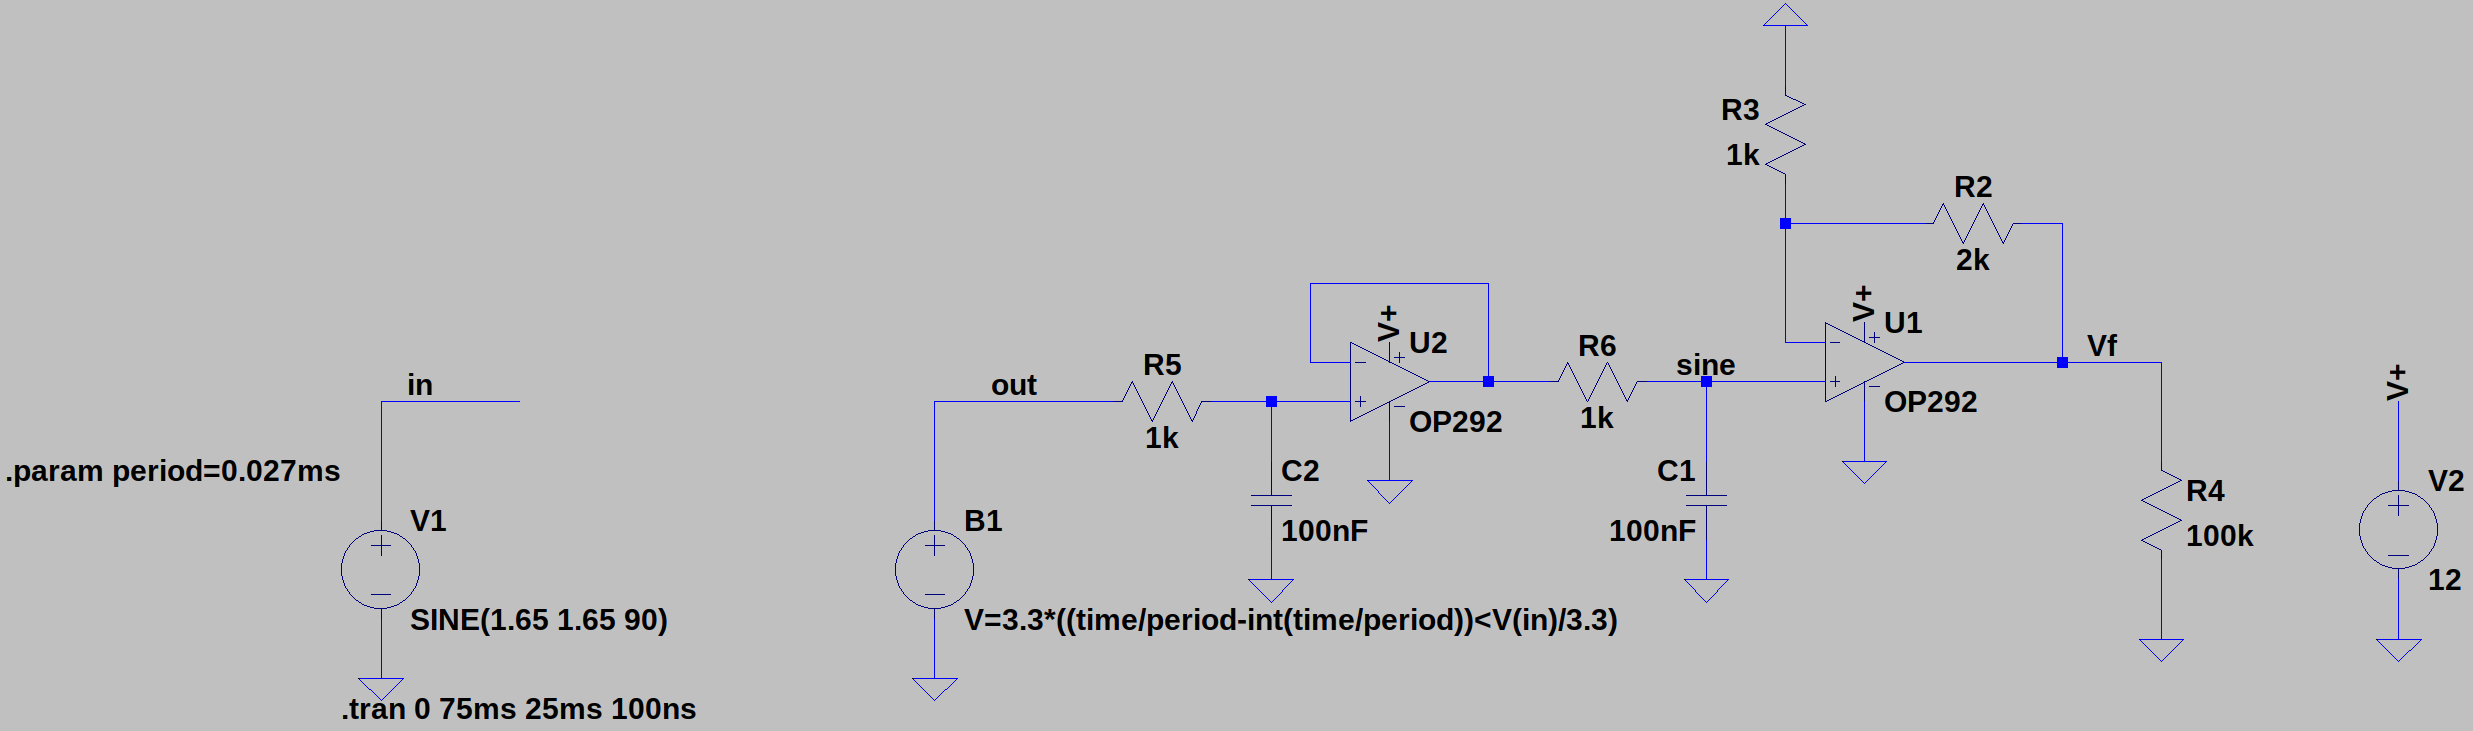 in
.param period=0.027ms
V1
SINE(1.65 1.65 90)
.tran 0 75ms 25ms 100ns
out
B1
V=3.3*((time/period-int(time/period))<V(in)/3.3)
R5
1k
C2
100nF
V+
U2
OP292
R6
1k
sine
C1
100nF
R3
1k
R2
2k
V+
U1
OP292
Vf
R4
100k
V+
V2
12